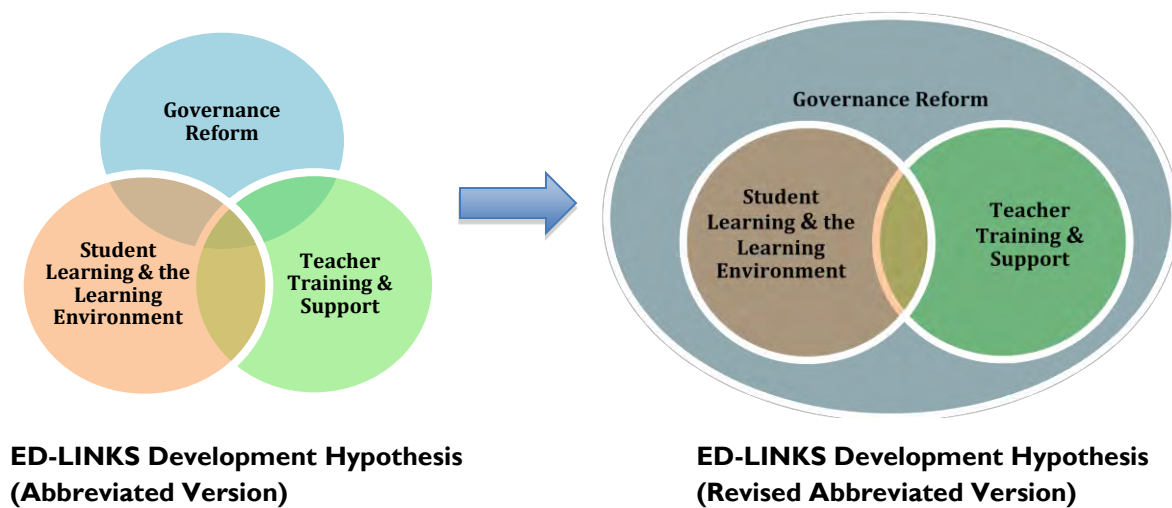 Governance
Reform
Student
Learning & the
Learning
Environment
Teacher
Training &
Support
Governance Reform
Student
Learning & the
Learning
Environment
Teacher
Training &
Support
ED-LINKS Development Hypothesis
(Abbreviated Version)
ED-LINKS Development Hypothesis
(Revised Abbreviated Version)